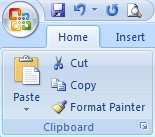 Home Insert
Cut
Copy
Paste
Format Painter
Clipboard